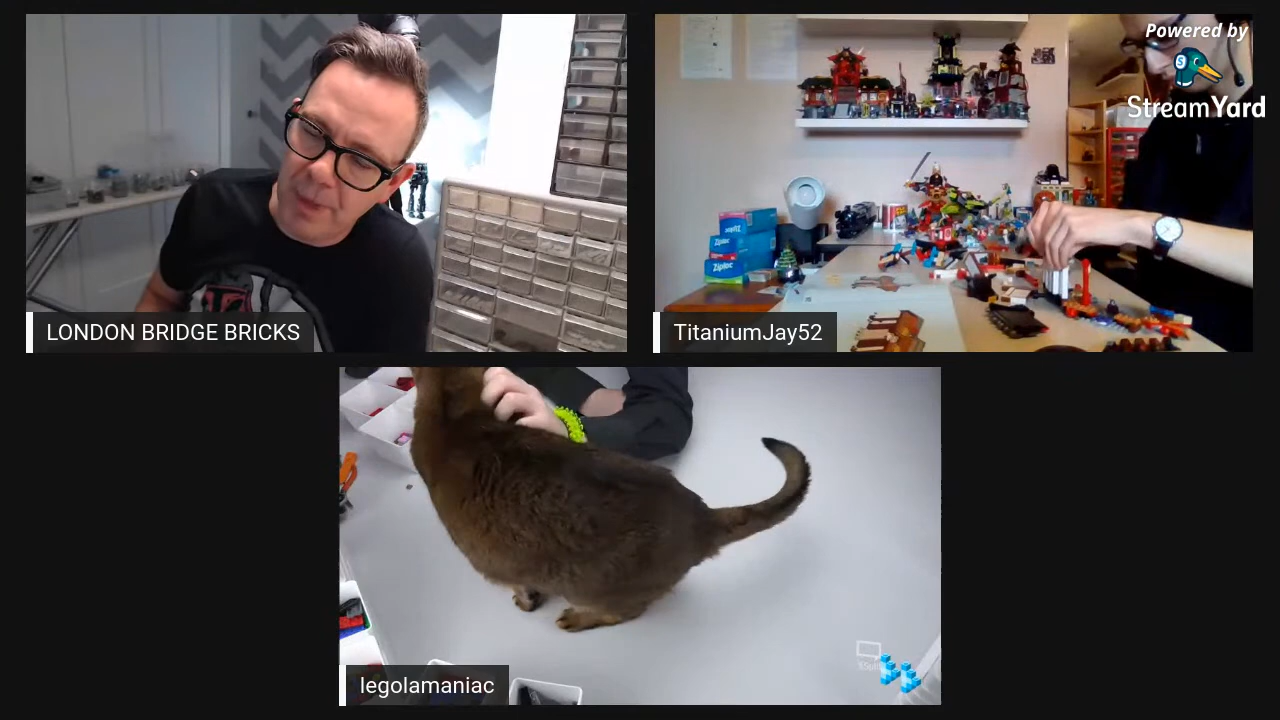 Powered by
StreamYard
LONDON BRIDGE BRICKS
TitaniumJay52
Ziploc
Ziploc
Ziploc
legolamaniac